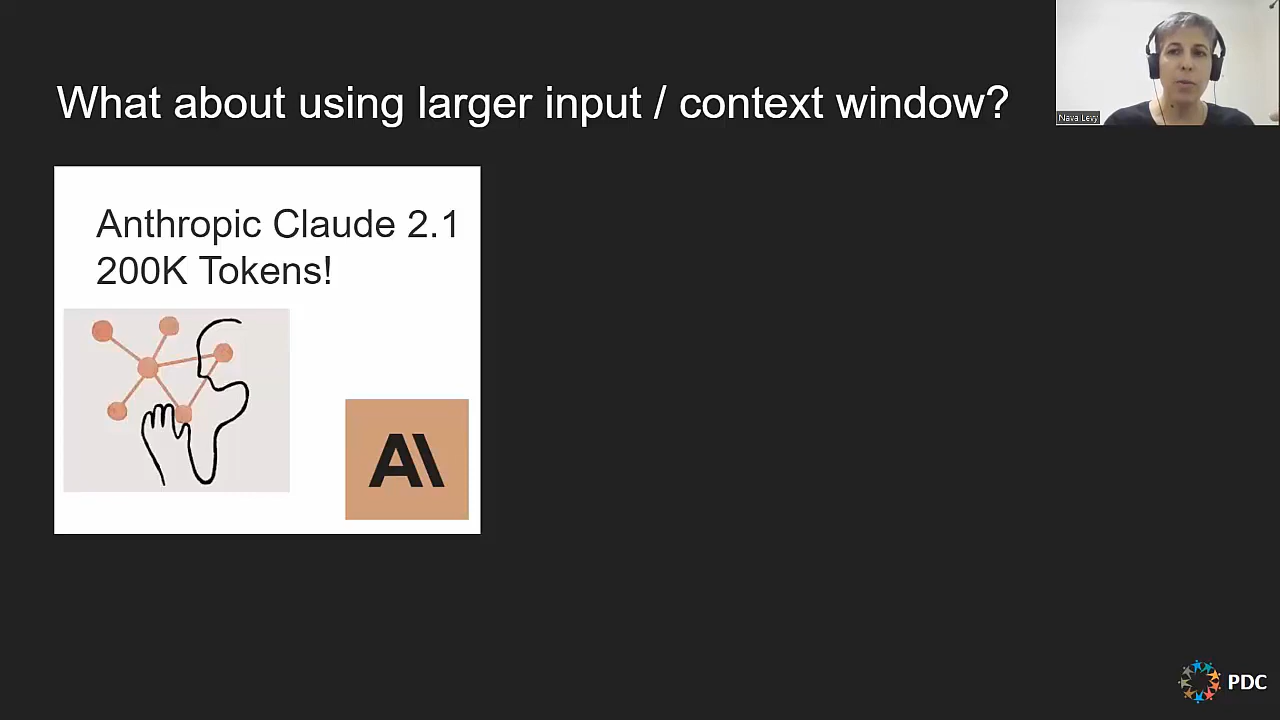 What about using larger input / context window?
Nava Levy
Anthropic Claude 2.1
200K Tokens!
A\
PDC